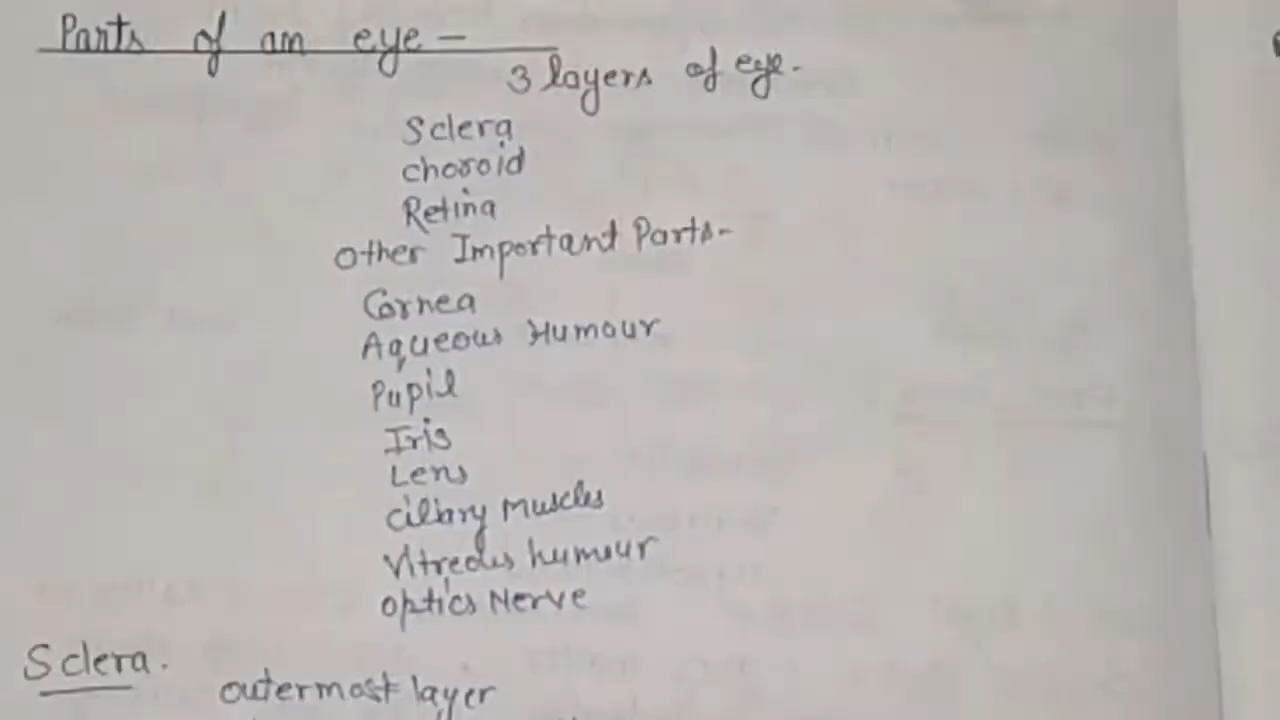 Parts of an eye -
3 layers of eye.
Sclera
choroid
Retina
Other Important Parts-
Cornea
Aqueous Humour
Pupil
Iris
Lens
ciliary Muscles
Vitreous humour
optics Nerve
Sclera.
outermost layer